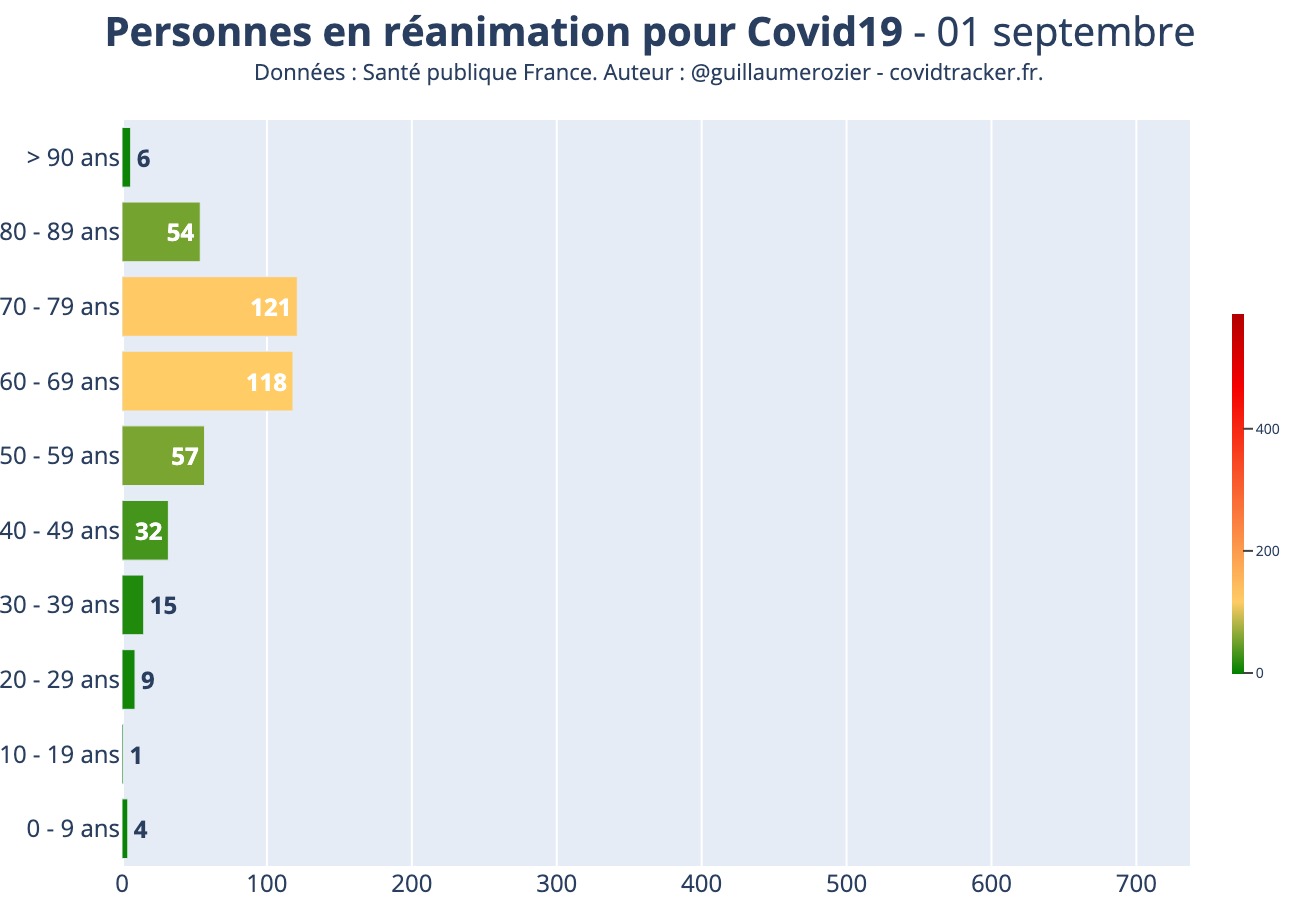 Personnes en réanimation pour Covid19 - 01 septembre
Données : Santé publique France. Auteur : @guillaumerozier - covidtracker.fr.
> 90 ans 6
80 - 89 ans 54
70 - 79 ans 121
60 - 69 ans 118
50 - 59 ans 57
40 - 49 ans 32
30 - 39 ans 15
20 - 29 ans 9
10 - 19 ans 1
0 - 9 ans 4
0 100 200 300 400 500 600 700
400
200
0